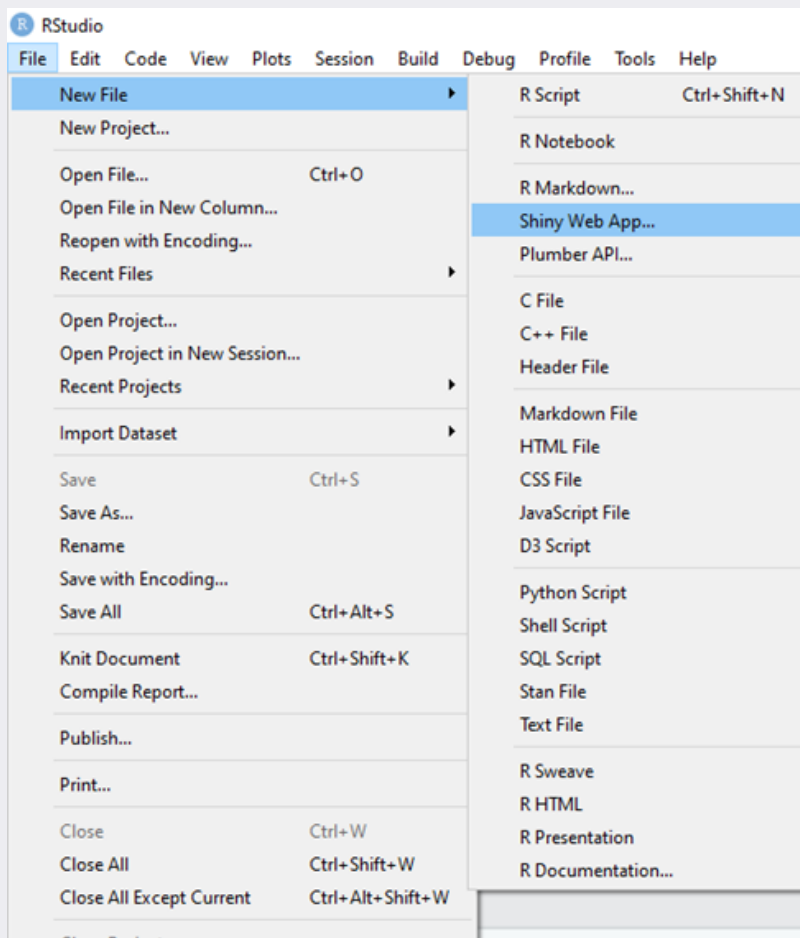 RStudio
File Edit Code View Plots Session Build Debug Profile Tools Help
New File
New Project...
Open File... Ctrl+O
Open File in New Column...
Reopen with Encoding...
Recent Files
Open Project...
Open Project in New Session...
Recent Projects
Import Dataset
Save Ctrl+S
Save As...
Rename
Save with Encoding...
Save All Ctrl+Alt+S
Knit Document Ctrl+Shift+K
Compile Report...
Publish...
Print...
Close Ctrl+W
Close All Ctrl+Shift+W
Close All Except Current Ctrl+Alt+Shift+W
R Script Ctrl+Shift+N
R Notebook
R Markdown...
Shiny Web App...
Plumber API...
C File
C++ File
Header File
Markdown File
HTML File
CSS File
JavaScript File
D3 Script
Python Script
Shell Script
SQL Script
Stan File
Text File
R Sweave
R HTML
R Presentation
R Documentation...